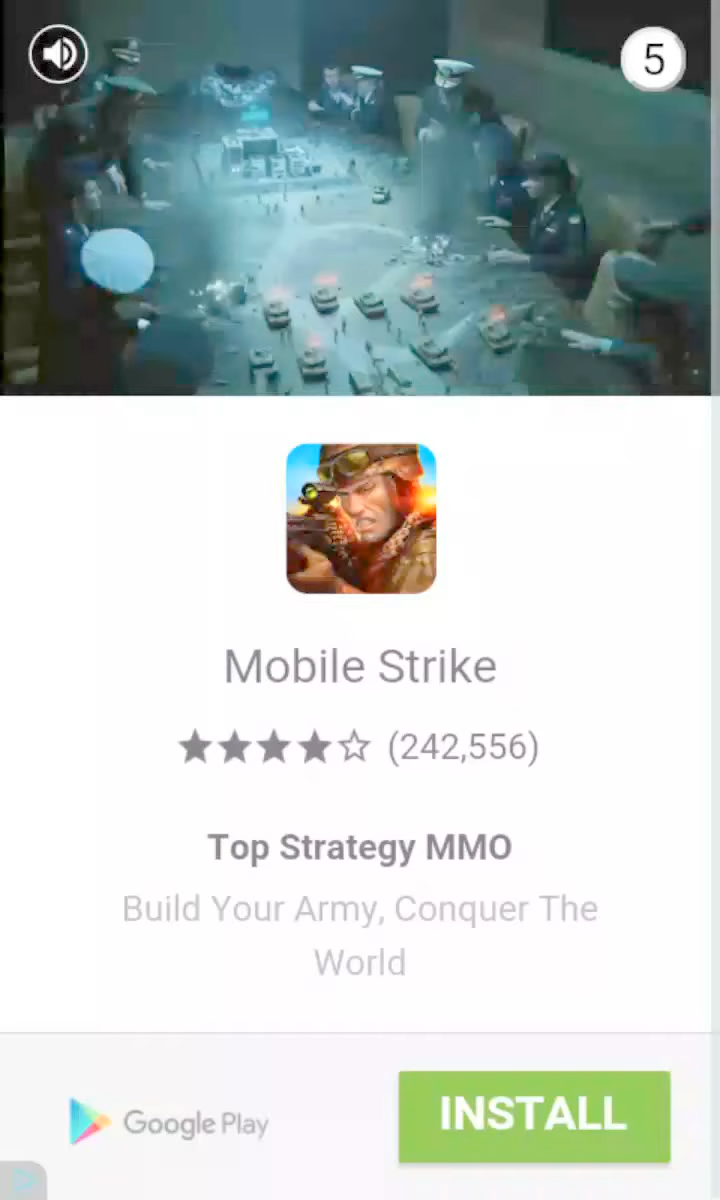 5
Mobile Strike
(242,556)
Top Strategy MMO
Build Your Army, Conquer The
World
Google Play
INSTALL